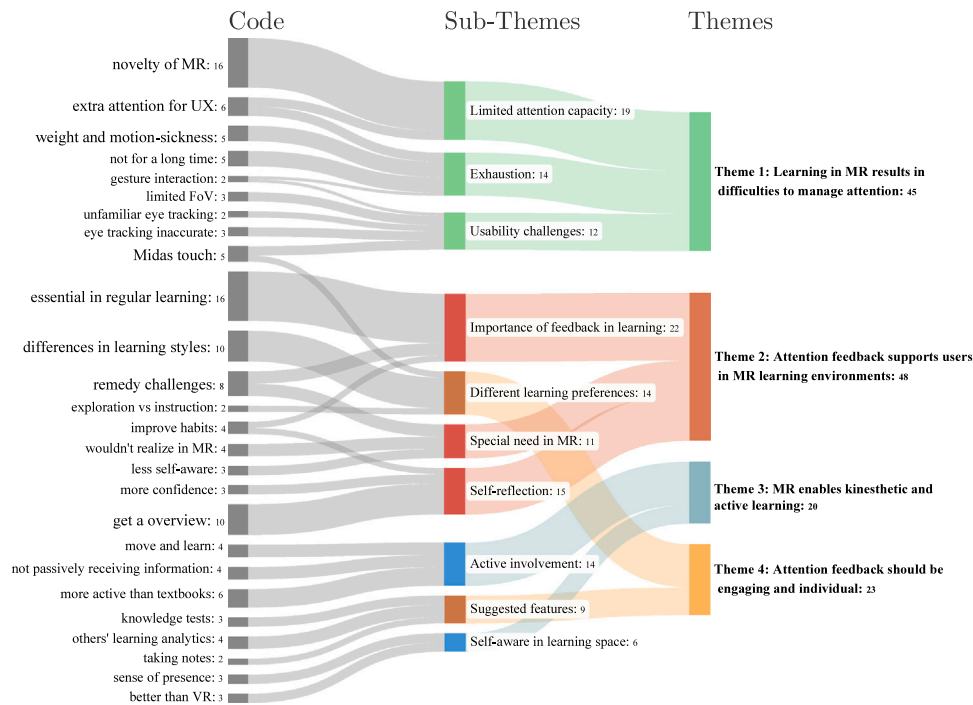 Code
Sub-Themes
Themes
novelty of MR: 16
extra attention for UX: 6
weight and motion-sickness: 5
not for a long time: 5
gesture interaction: 2
limited FoV: 3
unfamiliar eye tracking: 2
eye tracking inaccurate: 3
Midas touch: 5
essential in regular learning: 16
differences in learning styles: 10
remedy challenges: 8
exploration vs instruction: 2
improve habits: 4
wouldn't realize in MR: 4
less self-aware: 3
more confidence: 3
get a overview: 10
move and learn: 4
not passively receiving information: 4
more active than textbooks: 6
knowledge tests: 3
others' learning analytics: 4
taking notes: 2
sense of presence: 3
better than VR: 3
Limited attention capacity: 19
Exhaustion: 14
Usability challenges: 12
Importance of feedback in learning: 22
Different learning preferences: 14
Special need in MR: 11
Self-reflection: 15
Active involvement: 14
Suggested features: 9
Self-aware in learning space: 6
Theme 1: Learning in MR results in
difficulties to manage attention: 45
Theme 2: Attention feedback supports users
in MR learning environments: 48
Theme 3: MR enables kinesthetic and
active learning: 20
Theme 4: Attention feedback should be
engaging and individual: 23